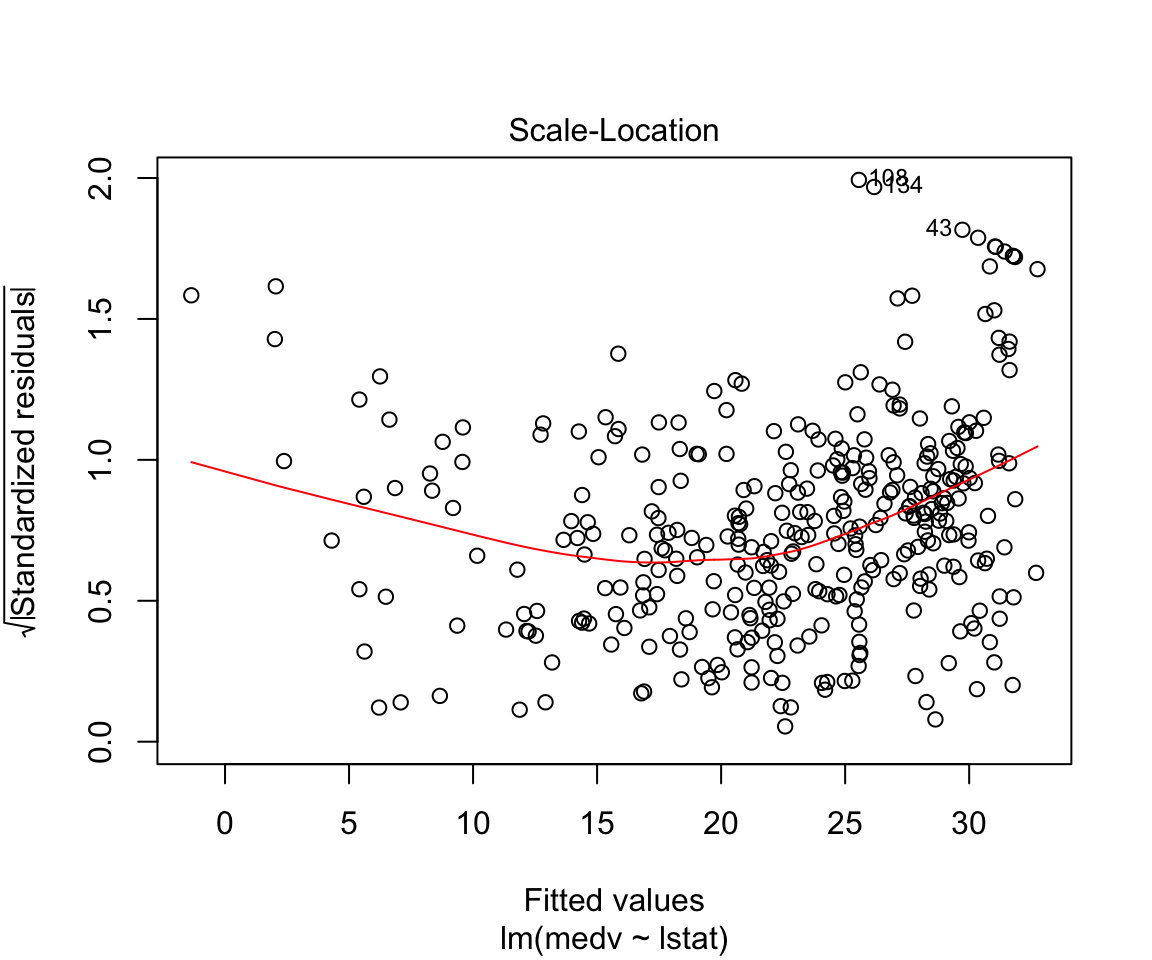 Scale-Location
√|Standardized residuals|
2.0
1.5
1.0
0.5
0.0
108
134
43
0 5 10 15 20 25 30
Fitted values
lm(medv ~ lstat)